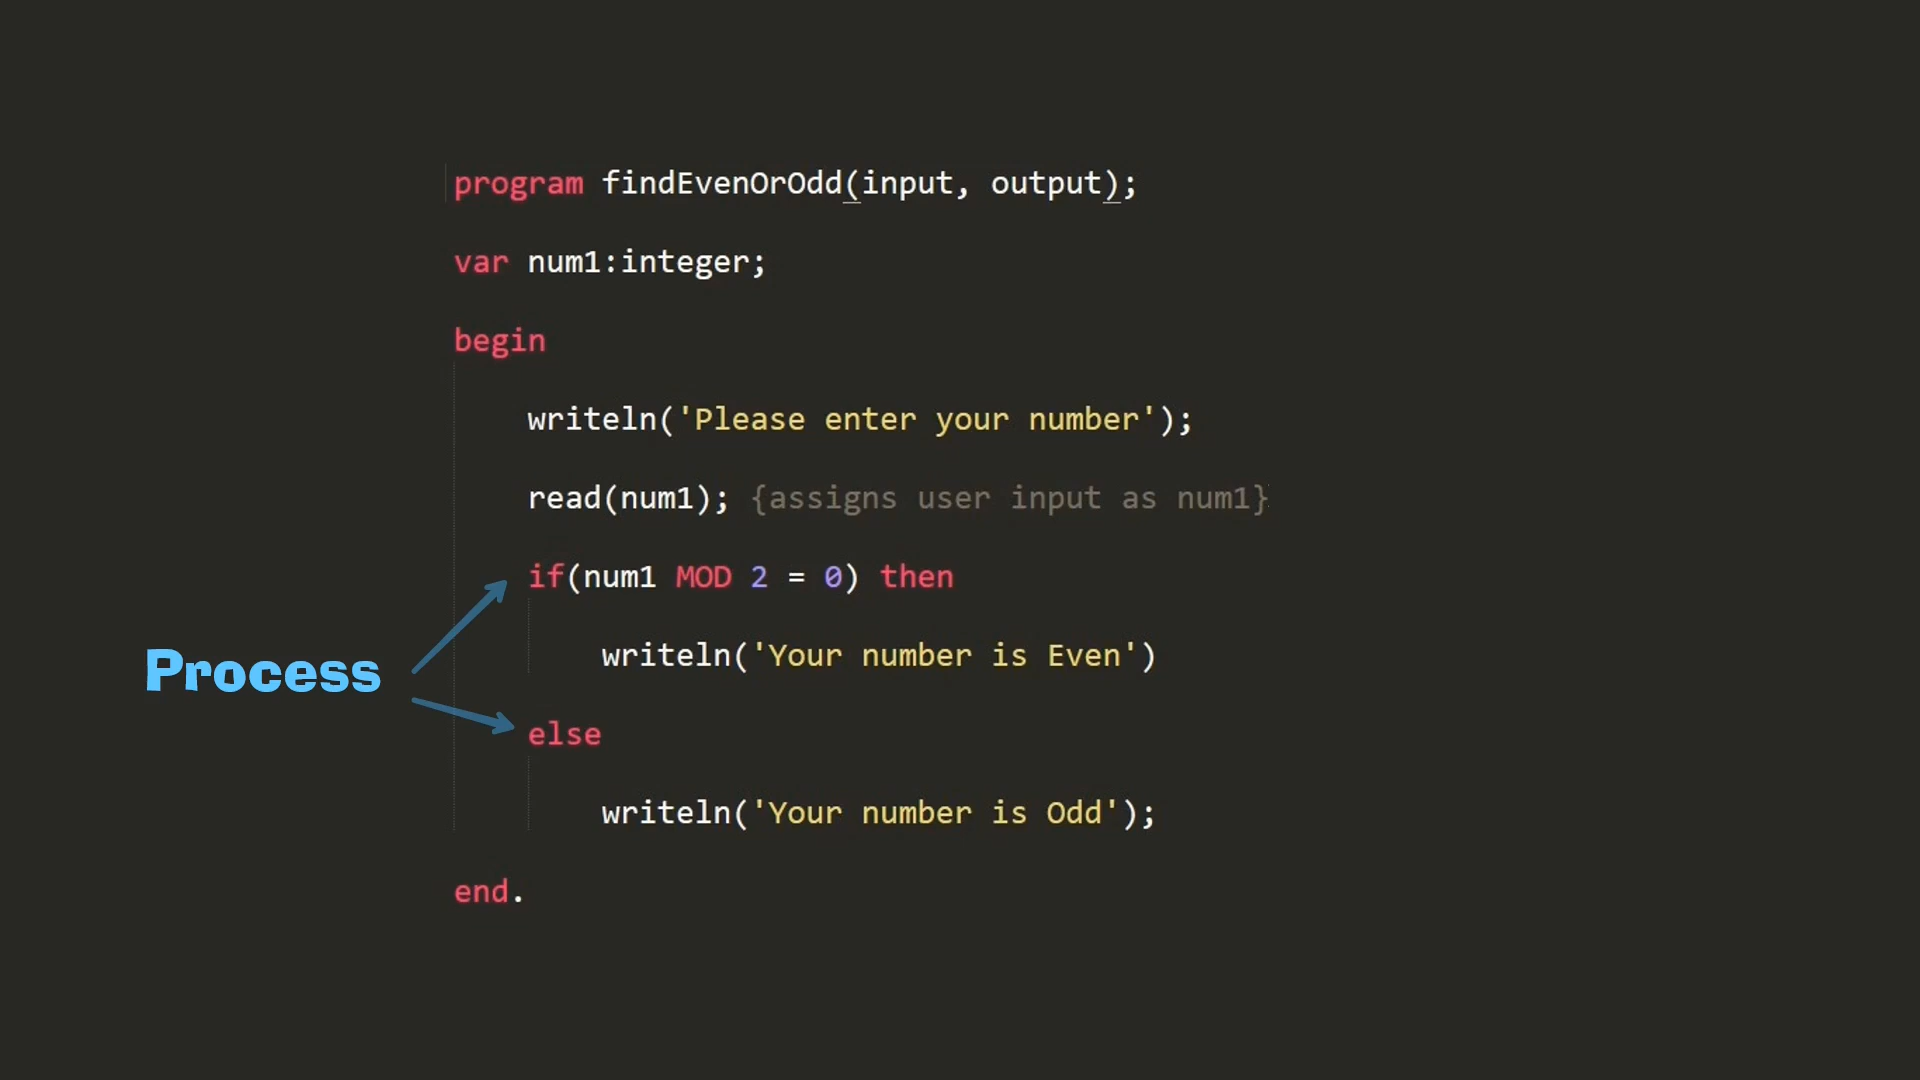 program findEvenOrOdd(input, output);
var num1:integer;
begin
writeln('Please enter your number');
read(num1); {assigns user input as num1}
if(num1 MOD 2 = 0) then
writeln('Your number is Even')
Process
else
writeln('Your number is Odd');
end.